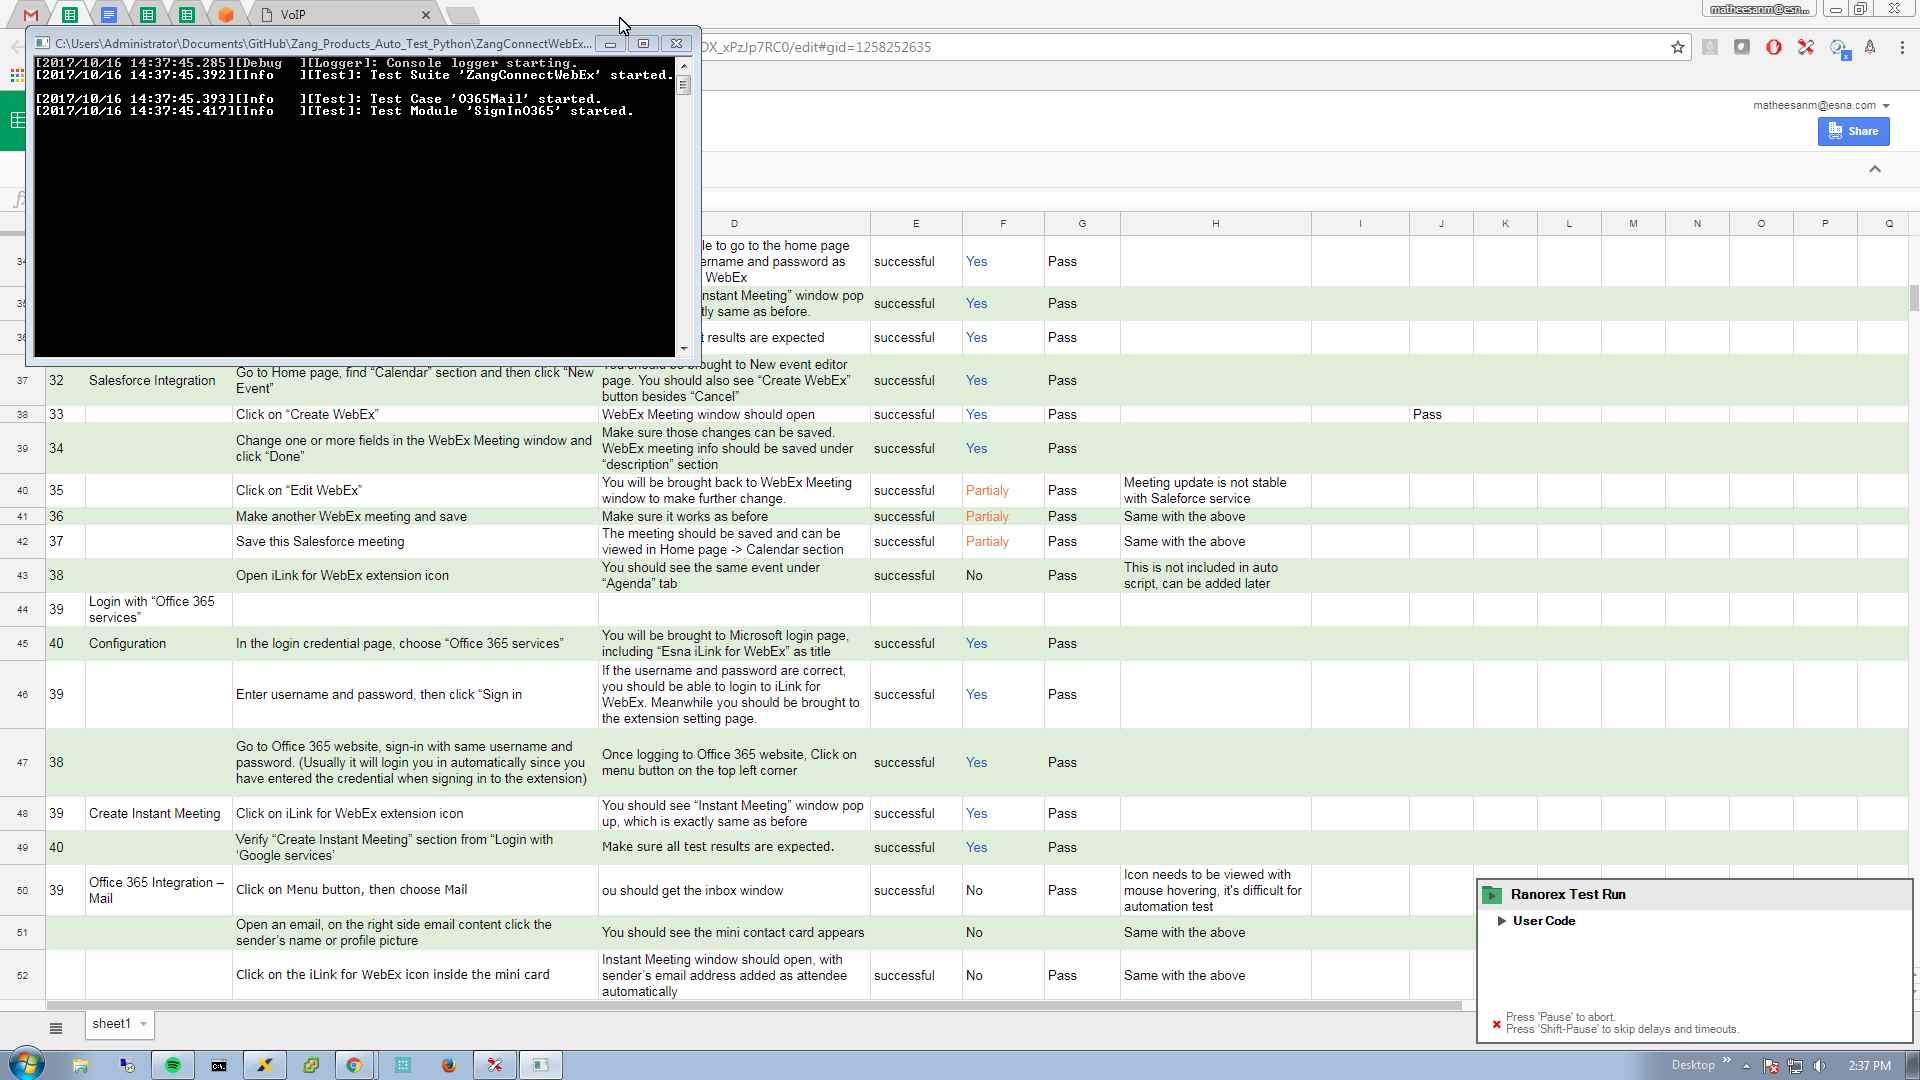 VoIP
matheesanm@esn...
C:\Users\Administrator\Documents\GitHub\Zang_Products_Auto_Test_Python\ZangConnectWebEx...
OX_xPzJp7RC0/edit#gid=1258252635
[2017/10/16 14:37:45.285][Debug ][Logger]: Console logger starting.
[2017/10/16 14:37:45.392][Info ][Test]: Test Suite 'ZangConnectWebEx' started.
[2017/10/16 14:37:45.393][Info ][Test]: Test Case 'O365Mail' started.
[2017/10/16 14:37:45.417][Info ][Test]: Test Module 'SignInO365' started.
matheesanm@esna.com
Share
D E F G H I J K L M N O P Q
34 le to go to the home page
ername and password as
WebEx
successful Yes Pass
nstant Meeting” window pop
tly same as before.
successful Yes Pass
t results are expected successful Yes Pass
37 32 Salesforce Integration Go to Home page, find “Calendar” section and then click “New
Event”
You should be brought to New event editor
page. You should also see “Create WebEx”
button besides “Cancel”
successful Yes Pass
38 33 Click on “Create WebEx” WebEx Meeting window should open successful Yes Pass Pass
39 34 Change one or more fields in the WebEx Meeting window and
click “Done”
Make sure those changes can be saved.
WebEx meeting info should be saved under
“description” section
successful Yes Pass
40 35 Click on “Edit WebEx” You will be brought back to WebEx Meeting
window to make further change.
successful Partialy Pass Meeting update is not stable
with Saleforce service
41 36 Make another WebEx meeting and save Make sure it works as before successful Partialy Pass Same with the above
42 37 Save this Salesforce meeting The meeting should be saved and can be
viewed in Home page -> Calendar section
successful Partialy Pass Same with the above
43 38 Open iLink for WebEx extension icon You should see the same event under
“Agenda” tab
successful No Pass This is not included in auto
script, can be added later
44 39 Login with “Office 365
services”
45 40 Configuration In the login credential page, choose “Office 365 services” You will be brought to Microsoft login page,
including “Esna iLink for WebEx” as title
successful Yes Pass
46 39 Enter username and password, then click “Sign in If the username and password are correct,
you should be able to login to iLink for
WebEx. Meanwhile you should be brought to
the extension setting page.
successful Yes Pass
47 38 Go to Office 365 website, sign-in with same username and
password. (Usually it will login you in automatically since you
have entered the credential when signing in to the extension)
Once logging to Office 365 website, Click on
menu button on the top left corner
successful Yes Pass
48 39 Create Instant Meeting Click on iLink for WebEx extension icon You should see “Instant Meeting” window pop
up, which is exactly same as before
successful Yes Pass
49 40 Verify “Create Instant Meeting” section from “Login with
‘Google services’
Make sure all test results are expected. successful Yes Pass
50 39 Office 365 Integration –
Mail
Click on Menu button, then choose Mail ou should get the inbox window successful No Pass Icon needs to be viewed with
mouse hovering, it's difficult for
automation test
51 Open an email, on the right side email content click the
sender’s name or profile picture
You should see the mini contact card appears No Same with the above
52 Click on the iLink for WebEx icon inside the mini card Instant Meeting window should open, with
sender’s email address added as attendee
automatically
successful No Pass Same with the above
Ranorex Test Run
User Code
Press 'Pause' to abort.
Press 'Shift-Pause' to skip delays and timeouts.
sheet1
Desktop
2:37 PM